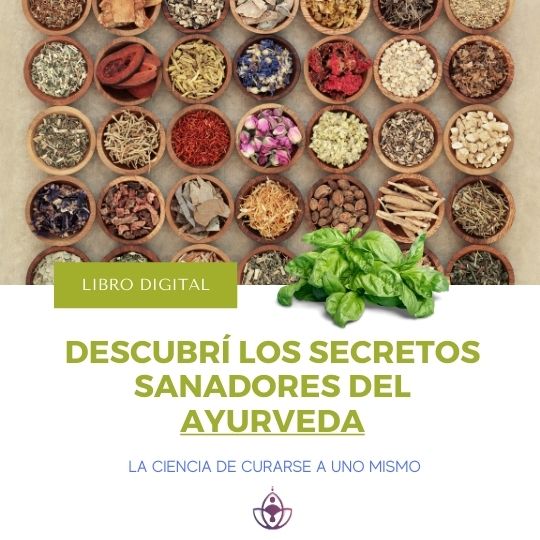 LIBRO DIGITAL
DESCUBRÍ LOS SECRETOS
SANADORES DEL
AYURVEDA
LA CIENCIA DE CURARSE A UNO MISMO